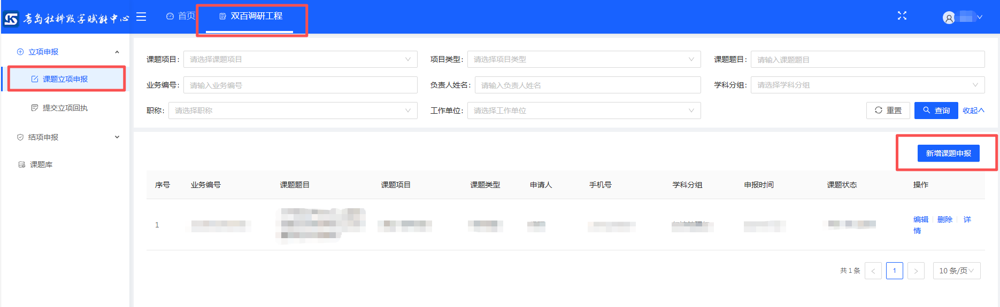 青岛社科数字赋能中心
首页
双百调研工程
立项申报
课题立项申报
提交立项回执
结项申报
课题库
课题项目: 请选择课题项目
项目类型: 请选择项目类型
课题题目: 请输入课题题目
业务编号: 请输入业务编号
负责人姓名: 请输入负责人姓名
学科分组: 请选择学科分组
职称: 请选择职称
工作单位: 请选择工作单位
重置 查询 收起
新增课题申报
序号 业务编号 课题题目 课题项目 课题类型 申请人 手机号 学科分组 申报时间 课题状态 操作
1 编辑 删除 详
情
共 1 条 < 1 > 10 条/页